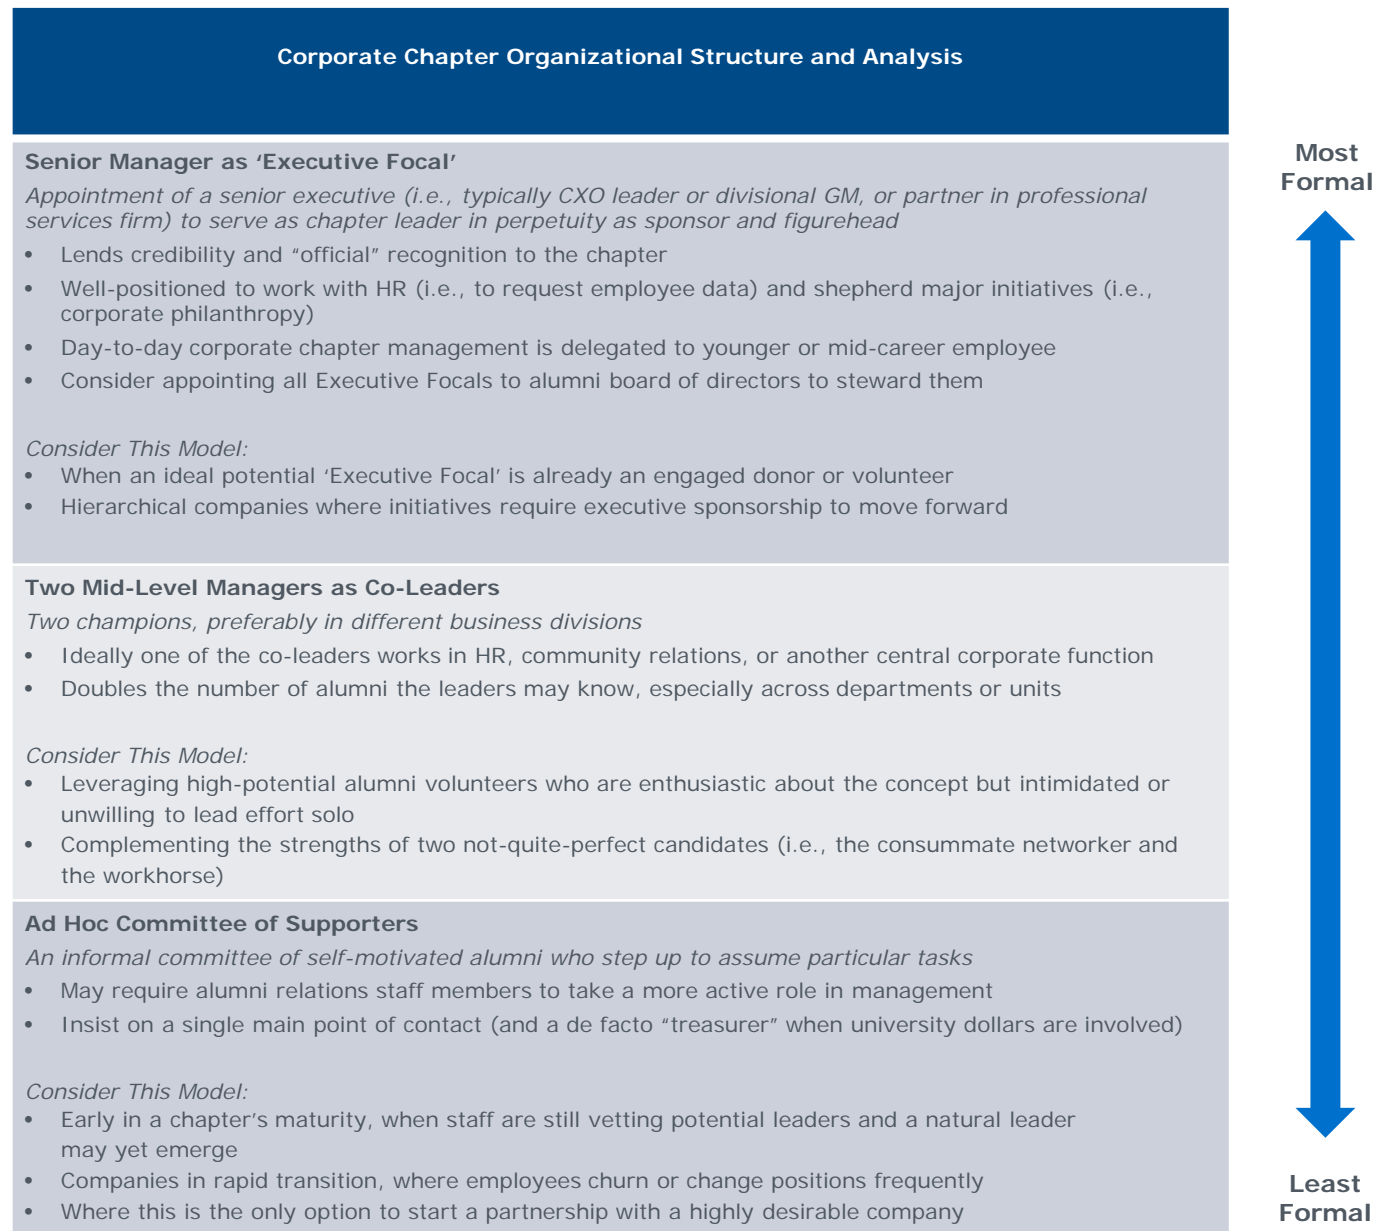 Corporate Chapter Organizational Structure and Analysis
Most
Formal
Senior Manager as ‘Executive Focal’
Appointment of a senior executive (i.e., typically CXO leader or divisional GM, or partner in professional
services firm) to serve as chapter leader in perpetuity as sponsor and figurehead
• Lends credibility and “official” recognition to the chapter
• Well-positioned to work with HR (i.e., to request employee data) and shepherd major initiatives (i.e.,
corporate philanthropy)
• Day-to-day corporate chapter management is delegated to younger or mid-career employee
• Consider appointing all Executive Focals to alumni board of directors to steward them
Consider This Model:
• When an ideal potential ‘Executive Focal’ is already an engaged donor or volunteer
• Hierarchical companies where initiatives require executive sponsorship to move forward
Two Mid-Level Managers as Co-Leaders
Two champions, preferably in different business divisions
• Ideally one of the co-leaders works in HR, community relations, or another central corporate function
• Doubles the number of alumni the leaders may know, especially across departments or units
Consider This Model:
• Leveraging high-potential alumni volunteers who are enthusiastic about the concept but intimidated or
unwilling to lead effort solo
• Complementing the strengths of two not-quite-perfect candidates (i.e., the consummate networker and
the workhorse)
Ad Hoc Committee of Supporters
An informal committee of self-motivated alumni who step up to assume particular tasks
• May require alumni relations staff members to take a more active role in management
• Insist on a single main point of contact (and a de facto “treasurer” when university dollars are involved)
Consider This Model:
• Early in a chapter’s maturity, when staff are still vetting potential leaders and a natural leader
may yet emerge
• Companies in rapid transition, where employees churn or change positions frequently
• Where this is the only option to start a partnership with a highly desirable company
Least
Formal